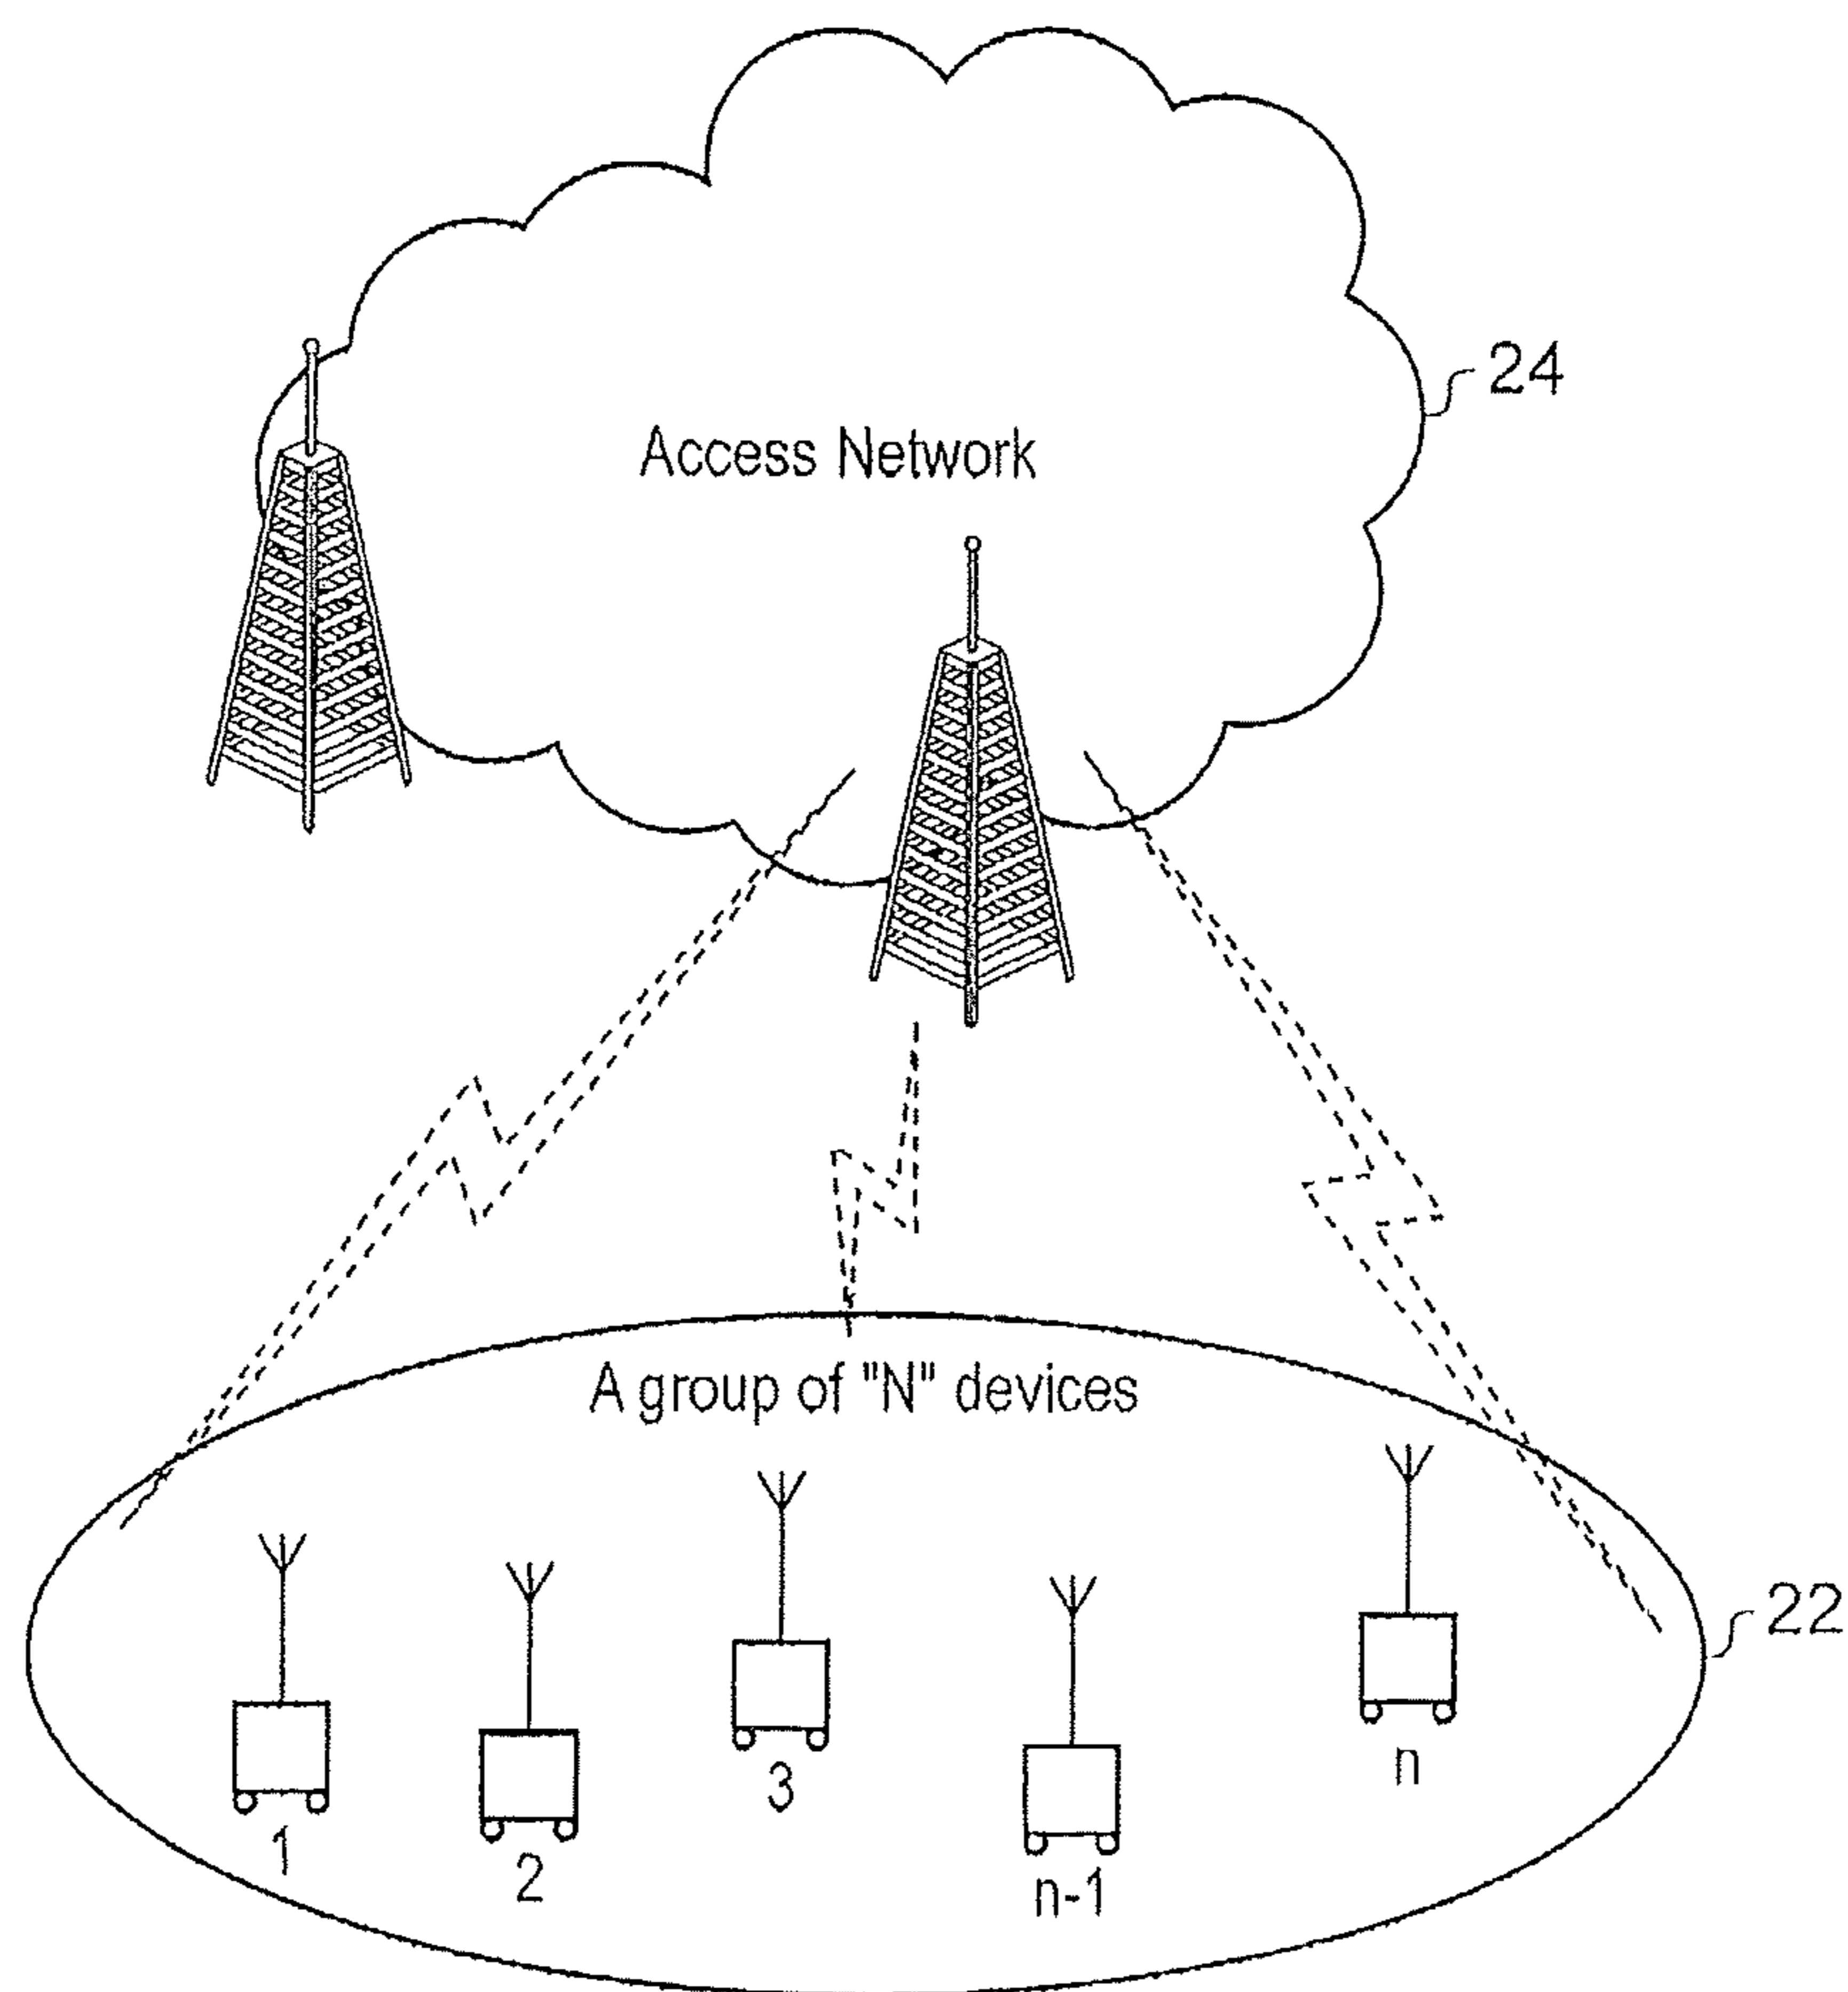 24
Access Network
A group of "N" devices
22
1
2
3
n-1
n